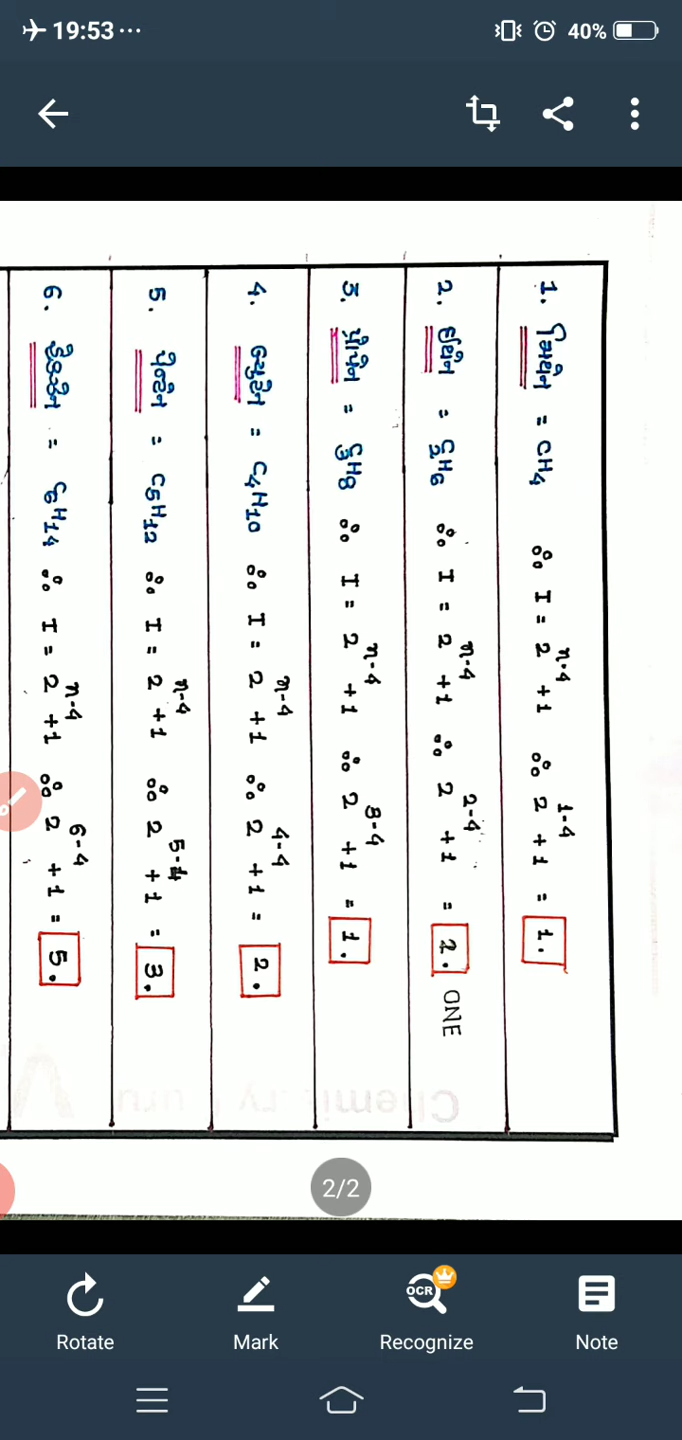 19:53
40%
1. મિથેન = CH4 ∴ I = 2^n-4 +1 ∴ 2^1-4 +1 = 1.
2. ઇથેન = C2H6 ∴ I = 2^n-4 +1 ∴ 2^2-4 +1 = 2. ONE
3. પ્રોપેન = C3H8 ∴ I = 2^n-4 +1 ∴ 2^3-4 +1 = 1.
4. બ્યુટેન = C4H10 ∴ I = 2^n-4 +1 ∴ 2^4-4 +1 = 2.
5. પેન્ટેન = C5H12 ∴ I = 2^n-4 +1 ∴ 2^5-4 +1 = 3.
6. હેક્ઝેન = C6H14 ∴ I = 2^n-4 +1 ∴ 2^6-4 +1 = 5.
2/2
Rotate
Mark
OCR
Recognize
Note